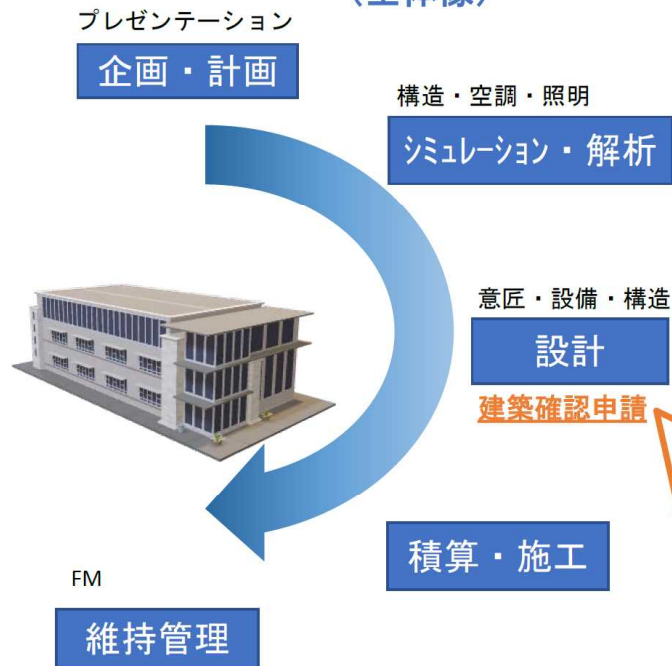 プレゼンテーション
企画・計画
構造・空調・照明
ｼﾐｭﾚｰｼｮﾝ・解析
意匠・設備・構造
設計
建築確認申請
積算・施工
FM
維持管理